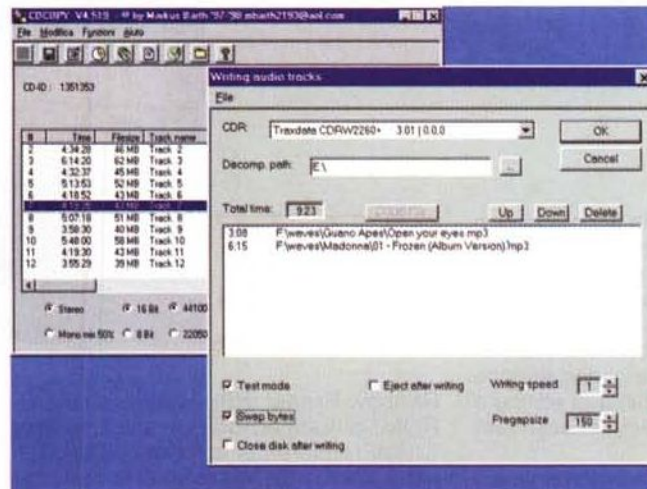 CDCOPY V4.519 - © by Markus Barth '97-'98 mbarth2193@aol.com
File Modifica Funzioni Aiuto
CD-ID: 1351353
# Time Filesize Track name
2 4:34:28 46 MB Track 2
3 6:14:20 62 MB Track 3
4 4:32:37 45 MB Track 4
5 5:13:53 52 MB Track 5
6 4:18:52 43 MB Track 6
8 5:07:18 51 MB Track 8
9 3:58:30 40 MB Track 9
10 5:48:00 58 MB Track 10
11 4:19:30 43 MB Track 11
12 3:55:29 39 MB Track 12
Stereo 16 Bit 44100
Mono mix 50% 8 Bit 22050
Writing audio tracks
File
CDR: Traxdata CDRW2260+ 3.01 | 0.0.0 OK
Decomp. path: E:\ ... Cancel
Total time: 9:23 Up Down Delete
3:08 F:\waves\Guano Apes\Open your eyes.mp3
6:15 F:\waves\Madonna\01 - Frozen (Album Version).mp3
Test mode Eject after writing Writing speed 1
Swap bytes Pregapsize 150
Close disk after writing